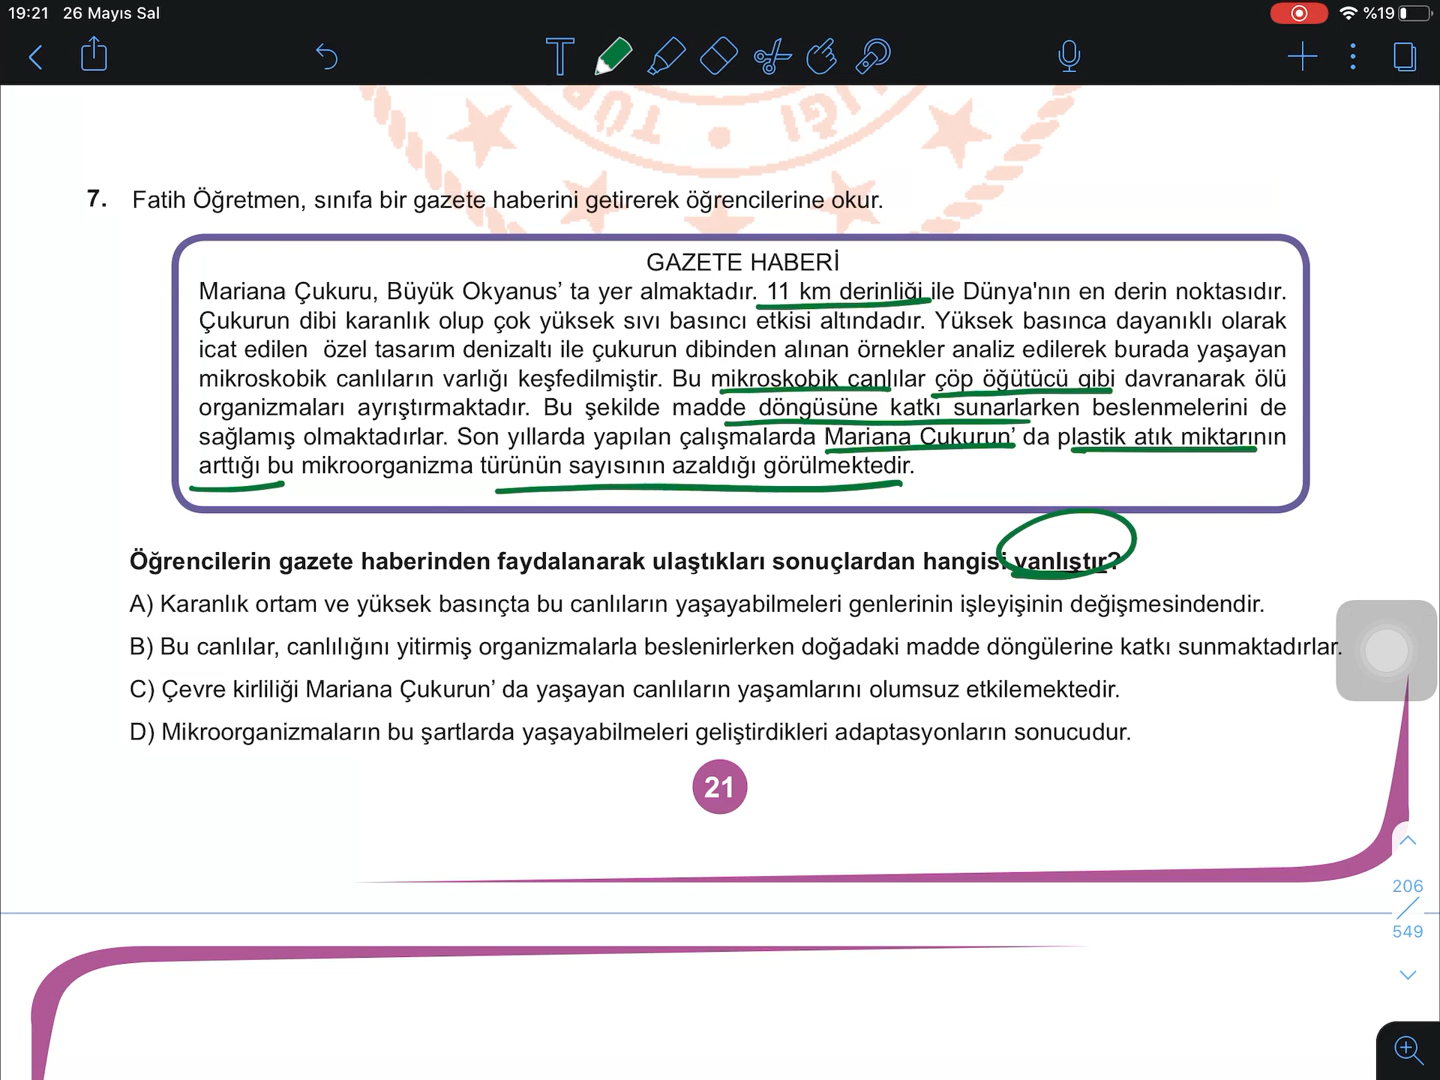 19:21 26 Mayıs Sal
%19
TÜR
LIĞI
7. Fatih Öğretmen, sınıfa bir gazete haberini getirerek öğrencilerine okur.
GAZETE HABERİ
Mariana Çukuru, Büyük Okyanus’ ta yer almaktadır. 11 km derinliği ile Dünya'nın en derin noktasıdır.
Çukurun dibi karanlık olup çok yüksek sıvı basıncı etkisi altındadır. Yüksek basınca dayanıklı olarak
icat edilen özel tasarım denizaltı ile çukurun dibinden alınan örnekler analiz edilerek burada yaşayan
mikroskobik canlıların varlığı keşfedilmiştir. Bu mikroskobik canlılar çöp öğütücü gibi davranarak ölü
organizmaları ayrıştırmaktadır. Bu şekilde madde döngüsüne katkı sunarlarken beslenmelerini de
sağlamış olmaktadırlar. Son yıllarda yapılan çalışmalarda Mariana Çukurun’ da plastik atık miktarının
arttığı bu mikroorganizma türünün sayısının azaldığı görülmektedir.
Öğrencilerin gazete haberinden faydalanarak ulaştıkları sonuçlardan hangisi yanlıştır?
A) Karanlık ortam ve yüksek basınçta bu canlıların yaşayabilmeleri genlerinin işleyişinin değişmesindendir.
B) Bu canlılar, canlılığını yitirmiş organizmalarla beslenirlerken doğadaki madde döngülerine katkı sunmaktadırlar.
C) Çevre kirliliği Mariana Çukurun’ da yaşayan canlıların yaşamlarını olumsuz etkilemektedir.
D) Mikroorganizmaların bu şartlarda yaşayabilmeleri geliştirdikleri adaptasyonların sonucudur.
21
206
549